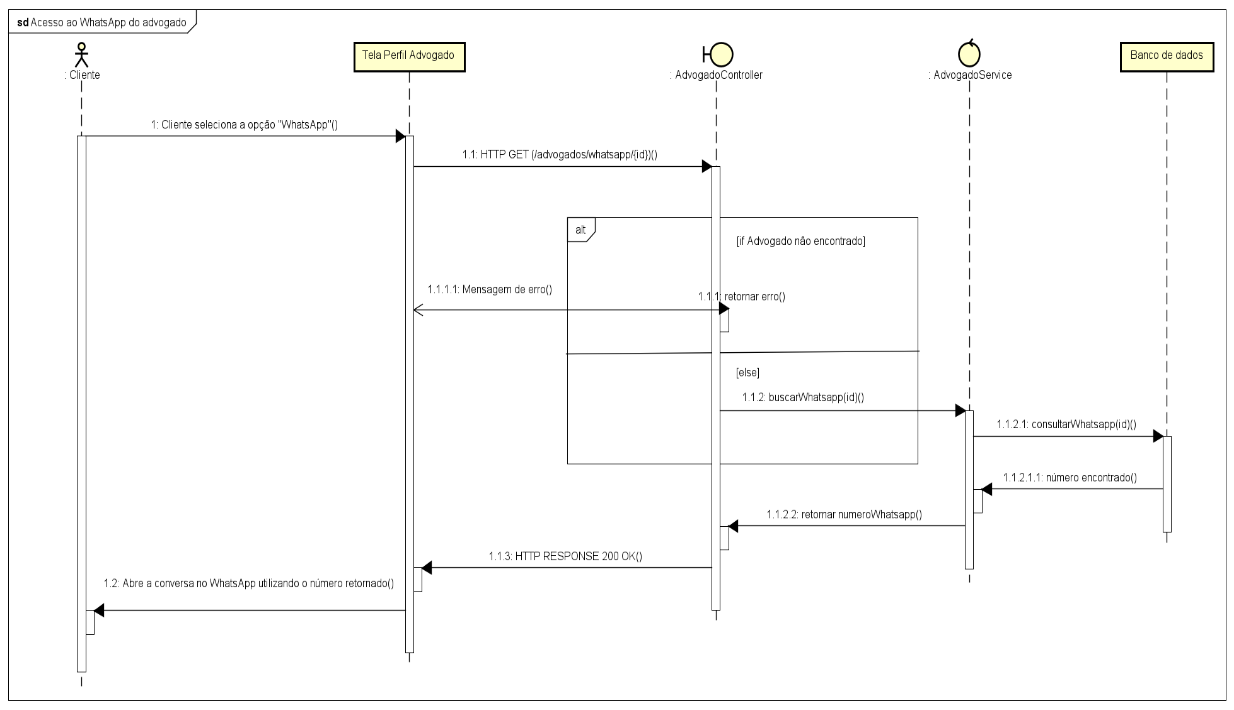 sd Acesso ao WhatsApp do advogado
: Cliente
Tela Perfil Advogado
: AdvogadoController
: AdvogadoService
Banco de dados
1: Cliente seleciona a opção "WhatsApp"()
1.1: HTTP GET (/advogados/whatsapp/{id})()
alt
[if Advogado não encontrado]
1.1.1.1: Mensagem de erro()
1.1.1: retornar erro()
[else]
1.1.2: buscarWhatsapp(id)()
1.1.2.1: consultarWhatsapp(id)()
1.1.2.1.1: número encontrado()
1.1.2.2: retornar numeroWhatsapp()
1.1.3: HTTP RESPONSE 200 OK()
1.2: Abre a conversa no WhatsApp utilizando o número retornado()